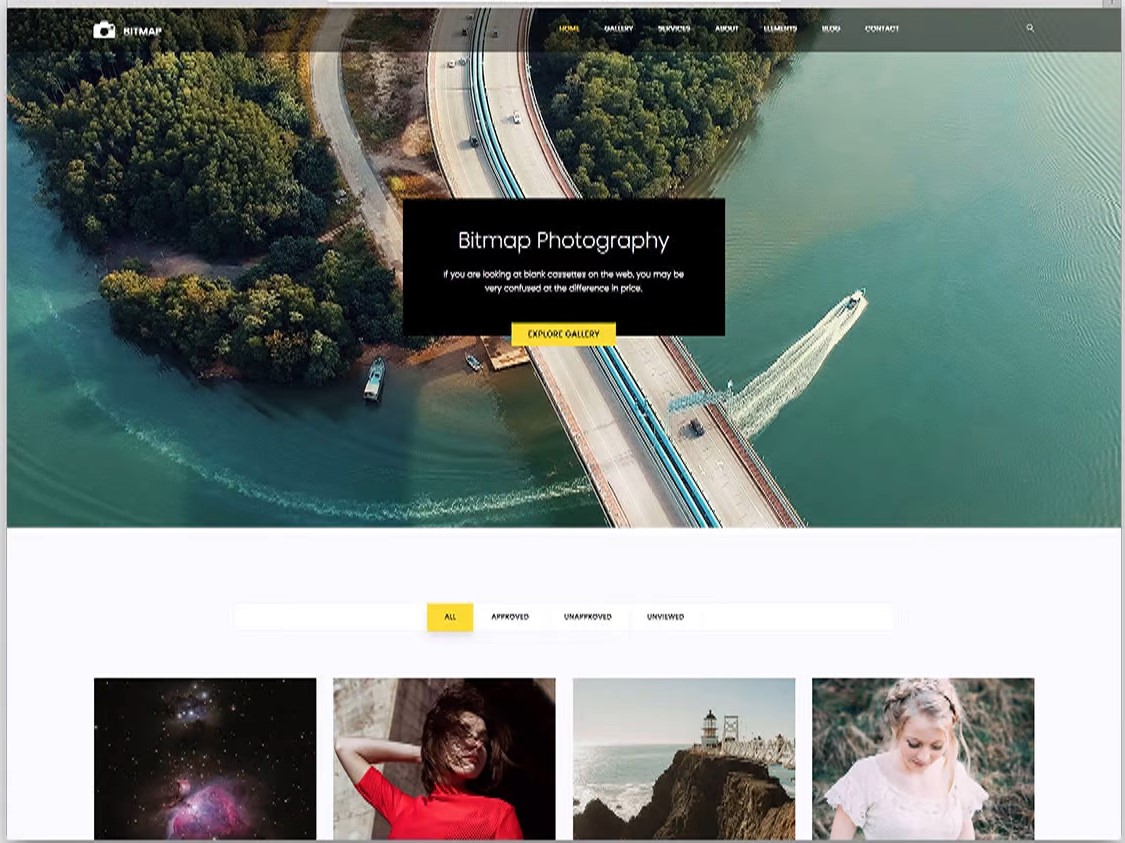 BITMAP
HOME GALLERY SERVICES ABOUT ELEMENTS BLOG CONTACT
Bitmap Photography
If you are looking at blank cassettes on the web, you may be
very confused at the difference in price.
EXPLORE GALLERY
ALL APPROVED UNAPPROVED UNVIEWED